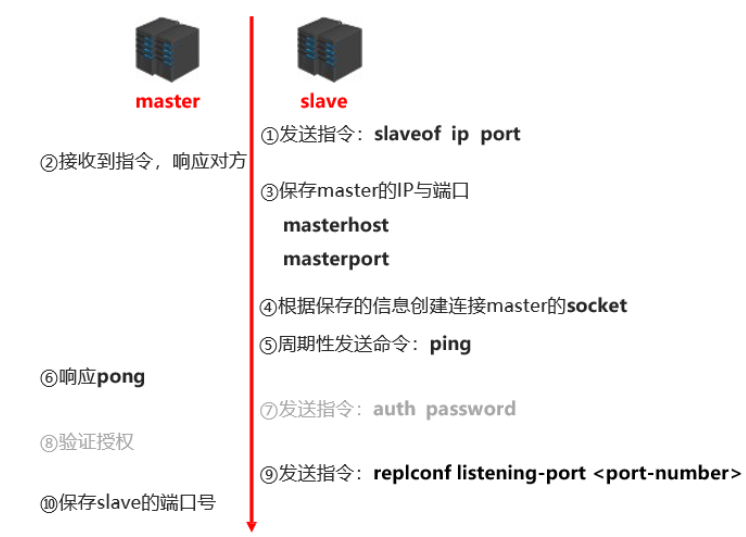 master
slave
①发送指令：slaveof ip port
②接收到指令，响应对方
③保存master的IP与端口
masterhost
masterport
④根据保存的信息创建连接master的socket
⑤周期性发送命令：ping
⑥响应pong
⑦发送指令：auth password
⑧验证授权
⑨发送指令：replconf listening-port <port-number>
⑩保存slave的端口号